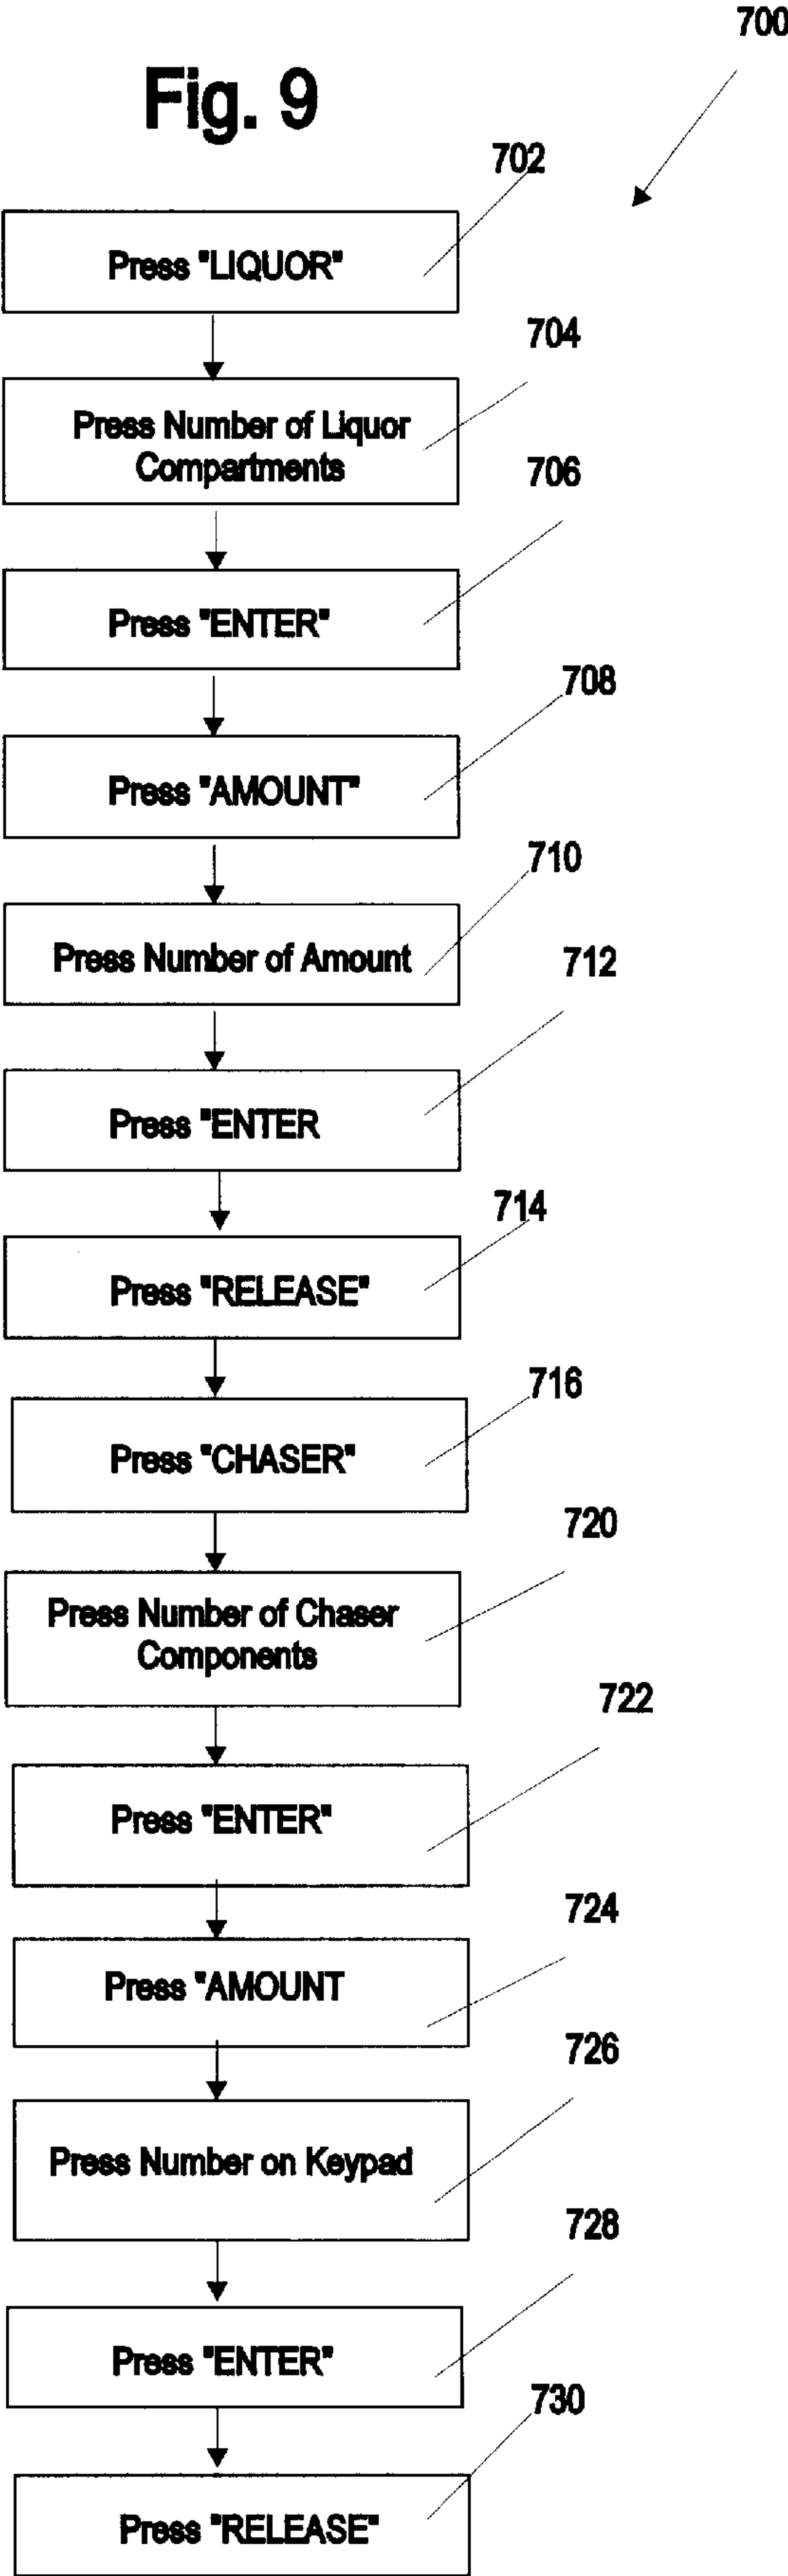 700
Fig. 9
702
Press "LIQUOR"
704
Press Number of Liquor
Compartments
706
Press "ENTER"
708
Press "AMOUNT"
710
Press Number of Amount
712
Press "ENTER
714
Press "RELEASE"
716
Press "CHASER"
720
Press Number of Chaser
Components
722
Press "ENTER"
724
Press "AMOUNT
726
Press Number on Keypad
728
Press "ENTER"
730
Press "RELEASE"